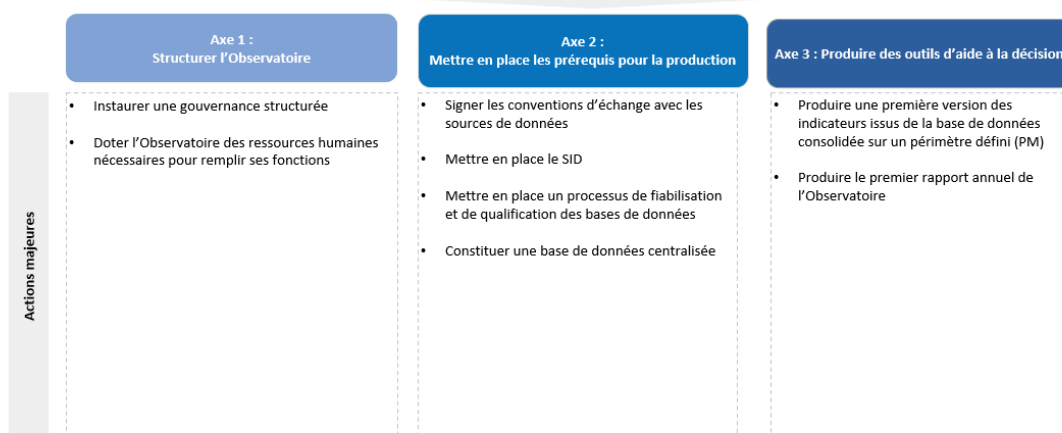 Axe 1 :
Structurer l’Observatoire
Axe 2 :
Mettre en place les prérequis pour la production
Axe 3 : Produire des outils d’aide à la décision
Actions majeures
• Instaurer une gouvernance structurée
• Doter l’Observatoire des ressources humaines
nécessaires pour remplir ses fonctions
• Signer les conventions d’échange avec les
sources de données
• Mettre en place le SID
• Mettre en place un processus de fiabilisation
et de qualification des bases de données
• Constituer une base de données centralisée
• Produire une première version des
indicateurs issus de la base de données
consolidée sur un périmètre défini (PM)
• Produire le premier rapport annuel de
l’Observatoire